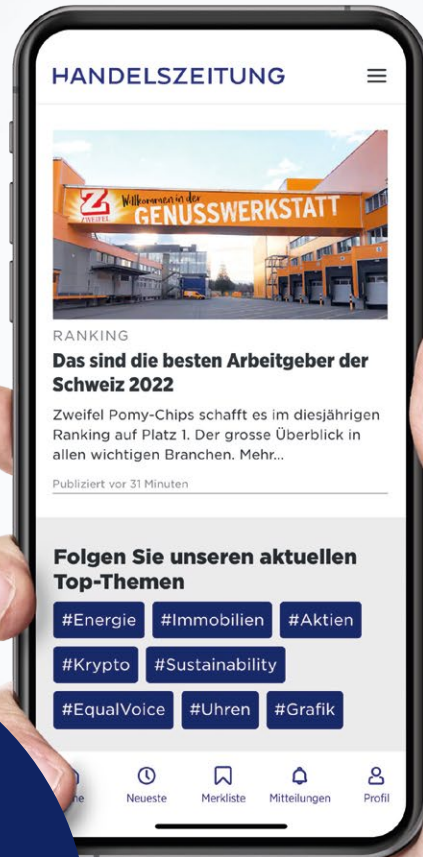 HANDELSZEITUNG
Z
ZWEIFEL
Willkommen in der
GENUSSWERKSTATT
RANKING
Das sind die besten Arbeitgeber der
Schweiz 2022
Zweifel Pomy-Chips schafft es im diesjährigen
Ranking auf Platz 1. Der grosse Überblick in
allen wichtigen Branchen. Mehr...
Publiziert vor 31 Minuten
Folgen Sie unseren aktuellen
Top-Themen
#Energie #Immobilien #Aktien
#Krypto #Sustainability
#EqualVoice #Uhren #Grafik
Neueste Merkliste Mitteilungen Profil